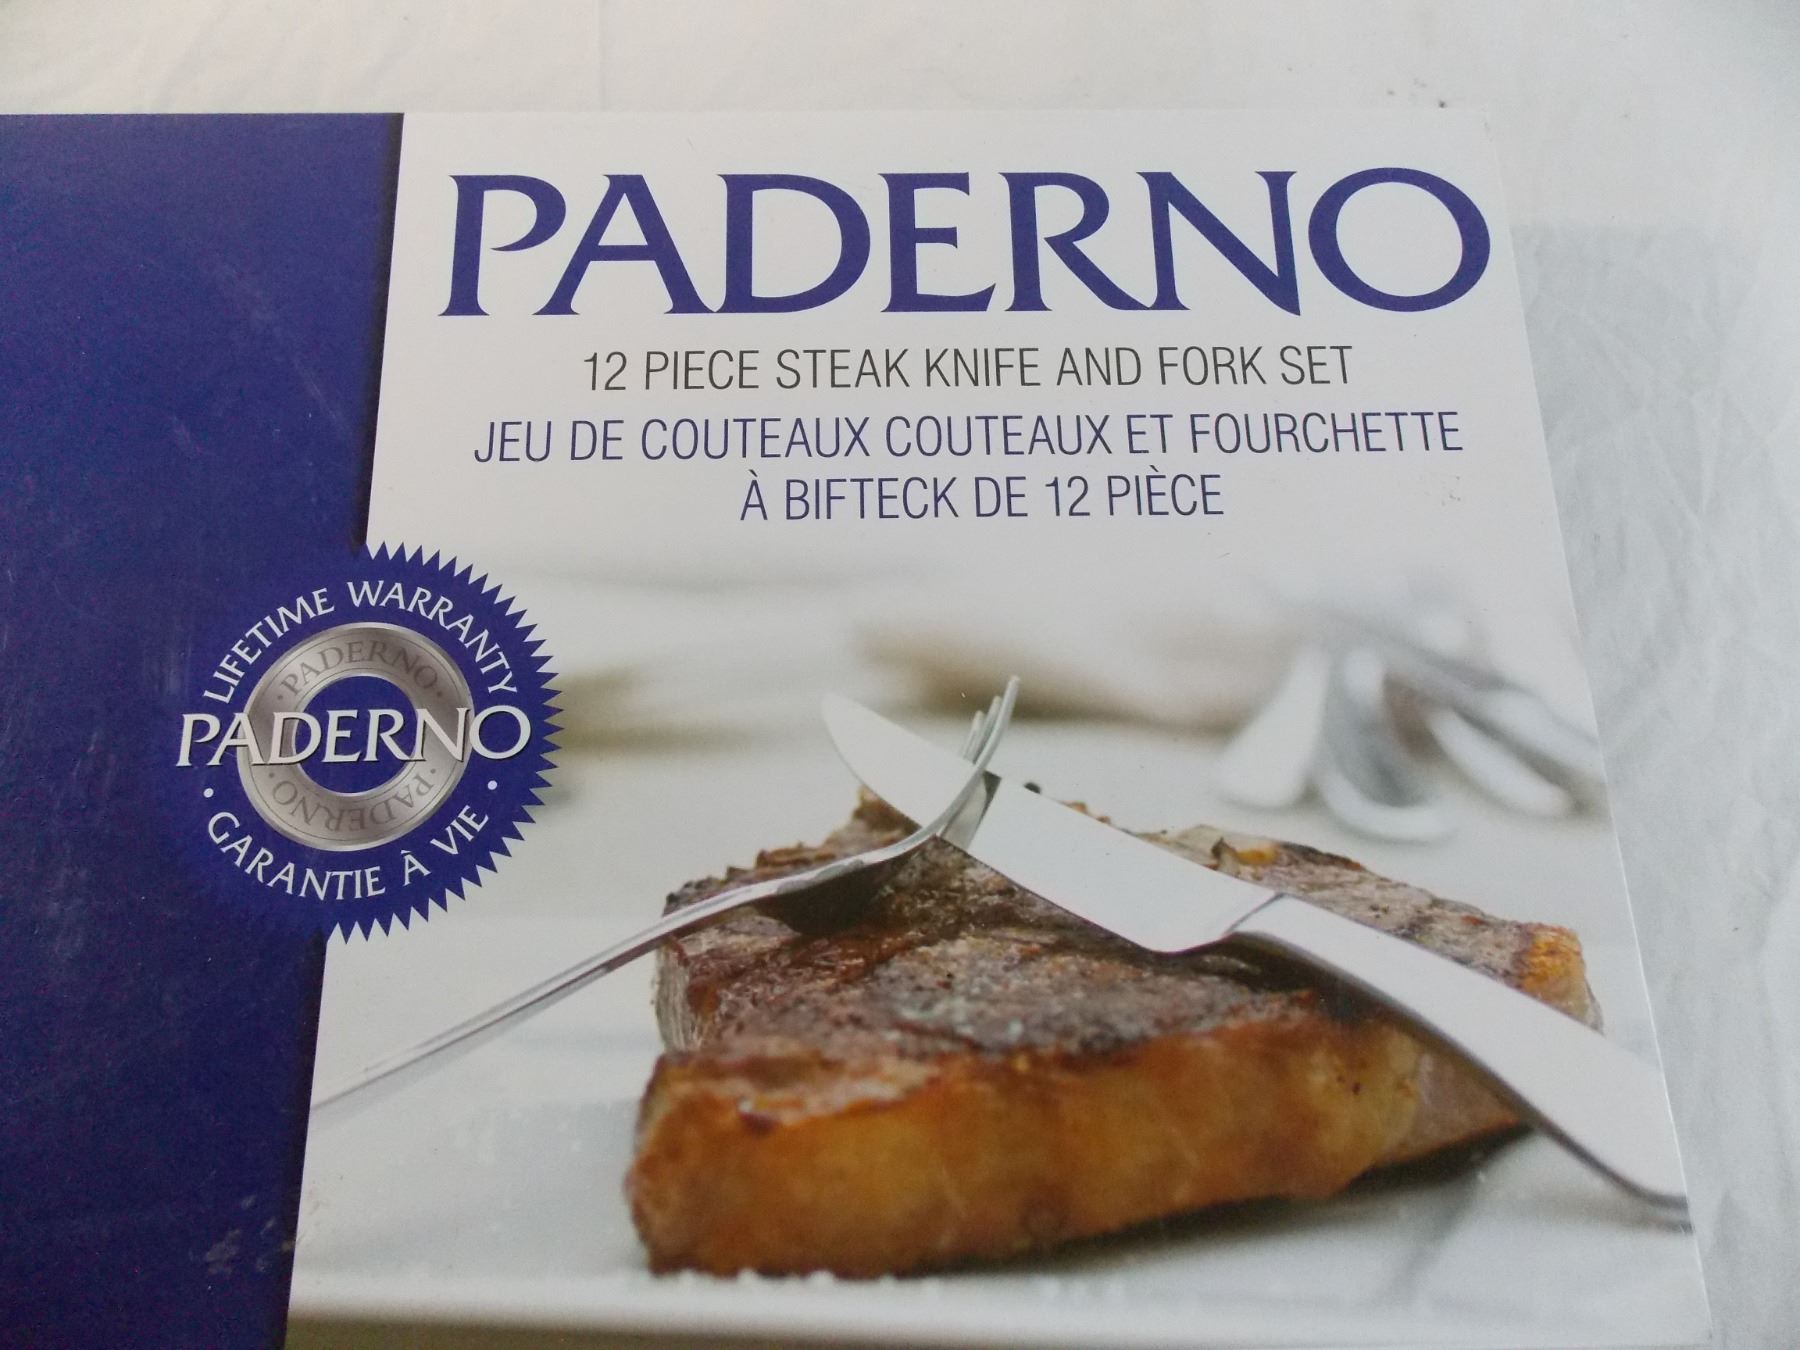 PADERNO
12 PIECE STEAK KNIFE AND FORK SET
JEU DE COUTEAUX COUTEAUX ET FOURCHETTE
À BIFTECK DE 12 PIÈCE
LIFETIME WARRANTY
· PADERNO ·
PADERNO
· PADERNO ·
· GARANTIE À VIE ·